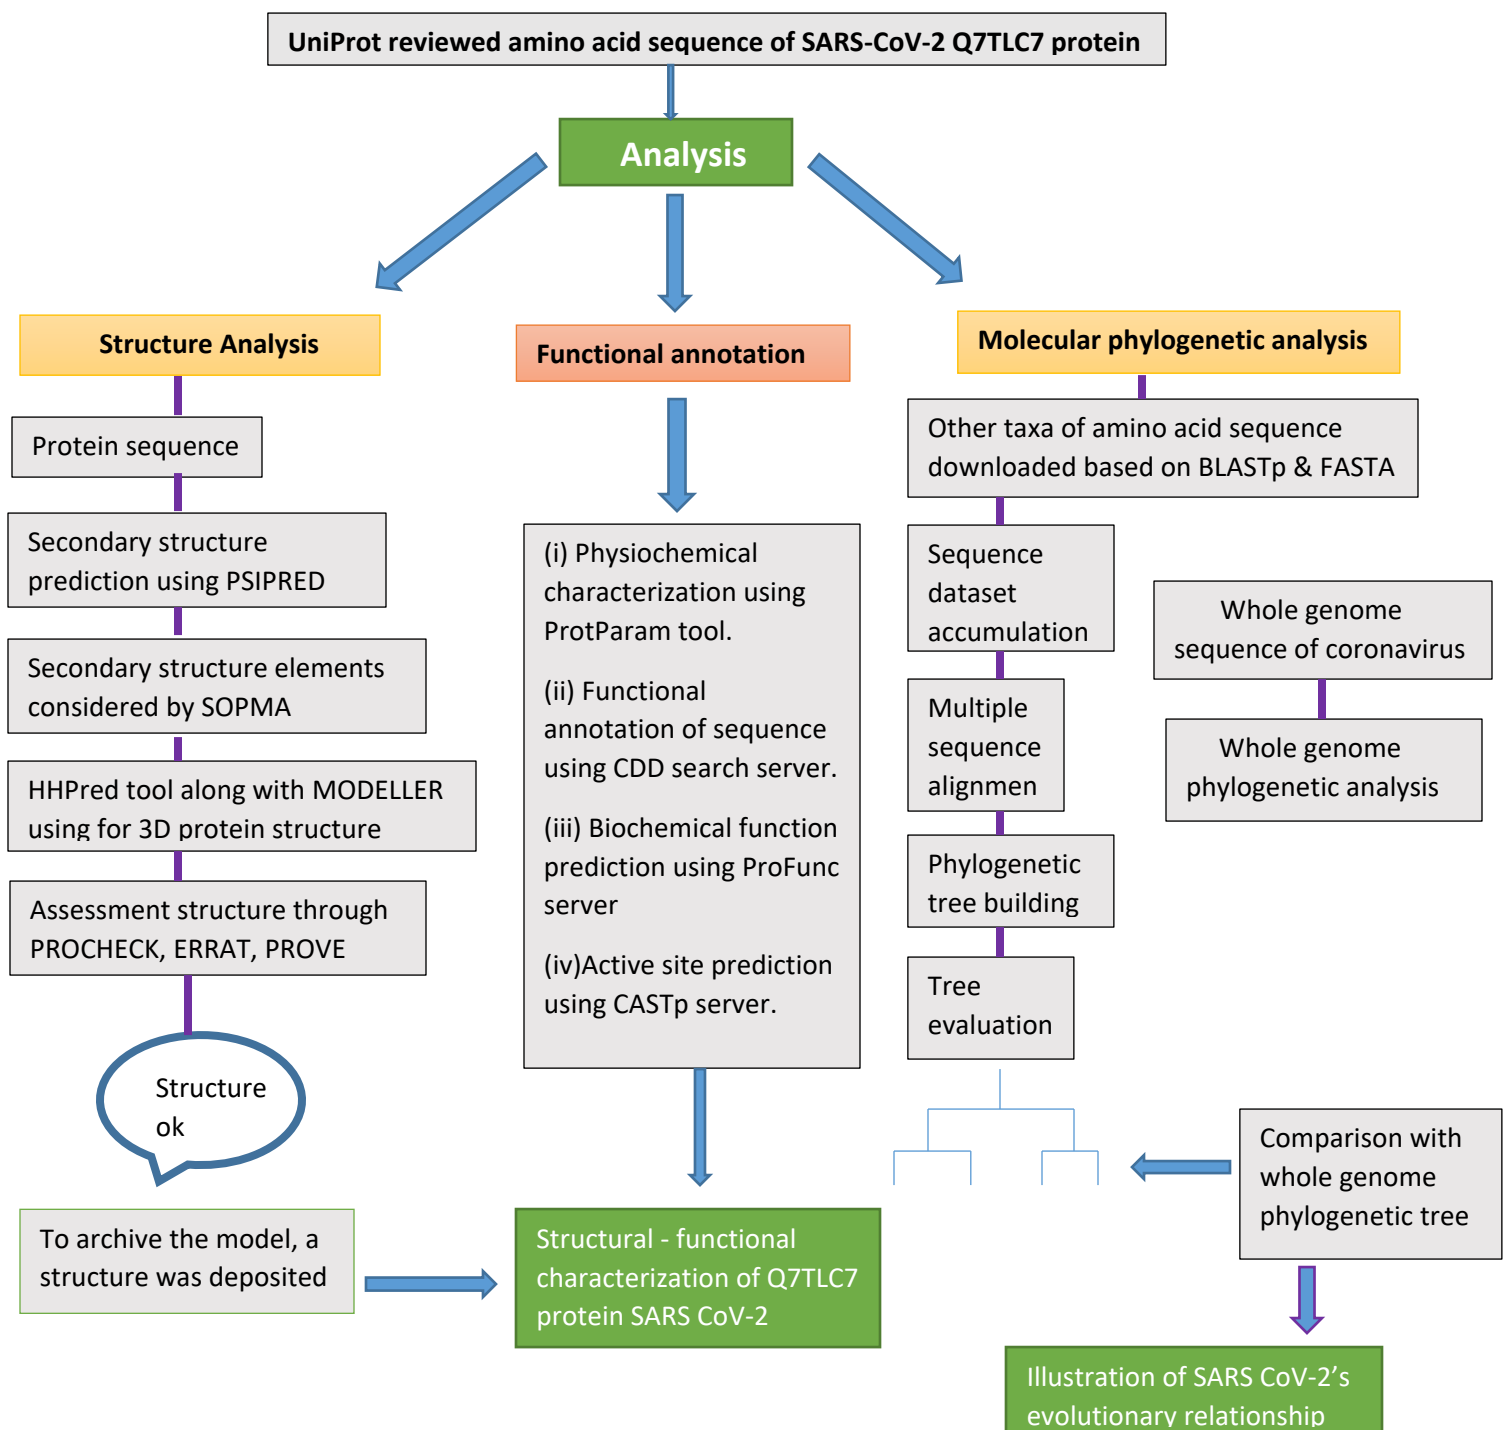 UniProt reviewed amino acid sequence of SARS-CoV-2 Q7TLC7 protein
Analysis
Structure Analysis
Protein sequence
Secondary structure
prediction using PSIPRED
Secondary structure elements
considered by SOPMA
HHPred tool along with MODELLER
using for 3D protein structure
Assessment structure through
PROCHECK, ERRAT, PROVE
Structure
ok
To archive the model, a
structure was deposited
Functional annotation
(i) Physiochemical
characterization using
ProtParam tool.
(ii) Functional
annotation of sequence
using CDD search server.
(iii) Biochemical function
prediction using ProFunc
server
(iv)Active site prediction
using CASTp server.
Structural - functional
characterization of Q7TLC7
protein SARS CoV-2
Molecular phylogenetic analysis
Other taxa of amino acid sequence
downloaded based on BLASTp & FASTA
Sequence
dataset
accumulation
Multiple
sequence
alignmen
Phylogenetic
tree building
Tree
evaluation
Whole genome
sequence of coronavirus
Whole genome
phylogenetic analysis
Comparison with
whole genome
phylogenetic tree
Illustration of SARS CoV-2’s
evolutionary relationship